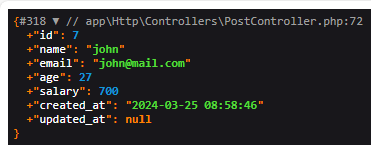 {#318 ▼ // app\Http\Controllers\PostController.php:72
+"id": 7
+"name": "john"
+"email": "john@mail.com"
+"age": 27
+"salary": 700
+"created_at": "2024-03-25 08:58:46"
+"updated_at": null
}